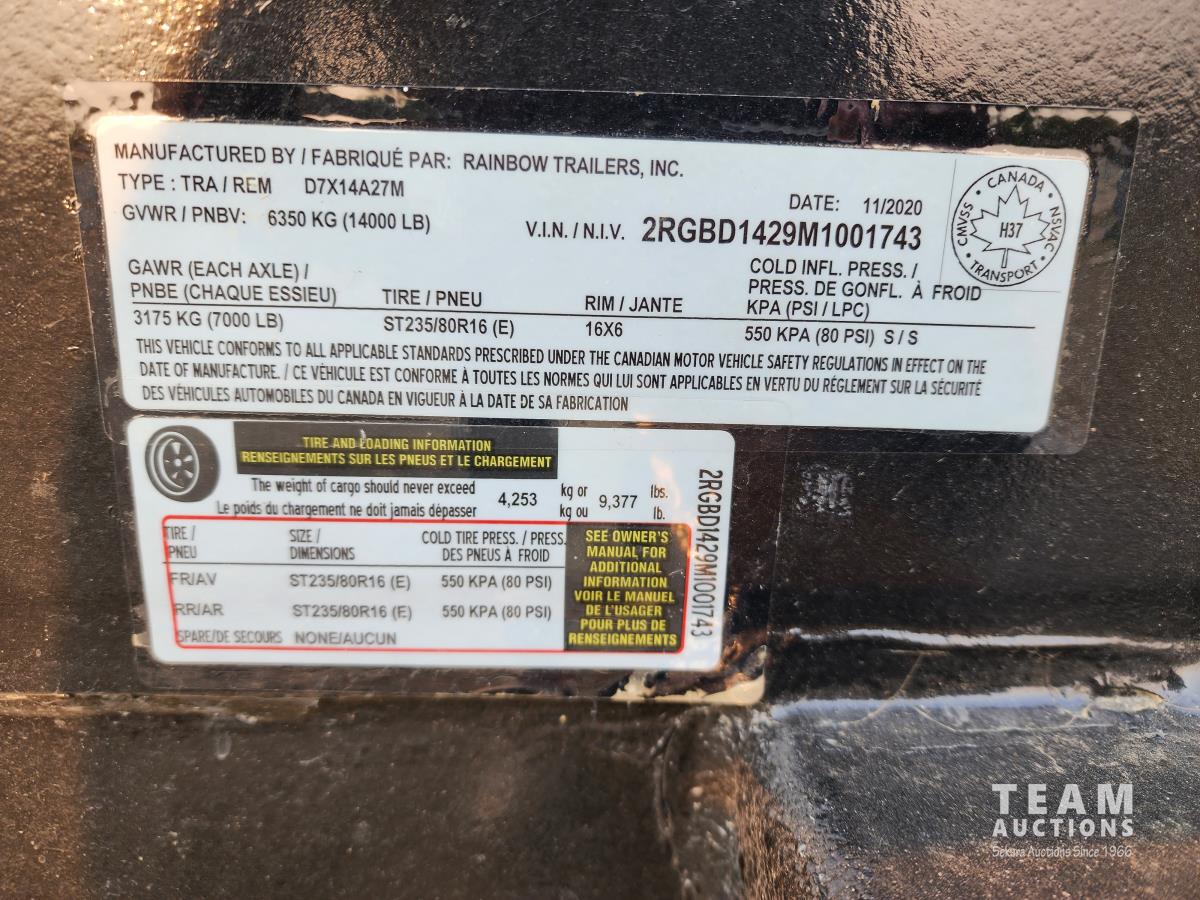 MANUFACTURED BY / FABRIQUÉ PAR: RAINBOW TRAILERS, INC.
TYPE : TRA / REM D7X14A27M
DATE: 11/2020
GVWR / PNBV: 6350 KG (14000 LB)
V.I.N. / N.I.V. 2RGBD1429M1001743
CANADA
CMVSS H37 NSVAC
TRANSPORT
GAWR (EACH AXLE) /
PNBE (CHAQUE ESSIEU) TIRE / PNEU RIM / JANTE
COLD INFL. PRESS. /
PRESS. DE GONFL. À FROID
KPA (PSI / LPC)
3175 KG (7000 LB) ST235/80R16 (E) 16X6 550 KPA (80 PSI) S / S
THIS VEHICLE CONFORMS TO ALL APPLICABLE STANDARDS PRESCRIBED UNDER THE CANADIAN MOTOR VEHICLE SAFETY REGULATIONS IN EFFECT ON THE
DATE OF MANUFACTURE. / CE VÉHICULE EST CONFORME À TOUTES LES NORMES QUI LUI SONT APPLICABLES EN VERTU DU RÉGLEMENT SUR LA SÉCURITÉ
DES VÉHICULES AUTOMOBILES DU CANADA EN VIGUEUR À LA DATE DE SA FABRICATION
TIRE AND LOADING INFORMATION
RENSEIGNEMENTS SUR LES PNEUS ET LE CHARGEMENT
The weight of cargo should never exceed 4,253 kg or 9,377 lbs.
Le poids du chargement ne doit jamais dépasser kg ou lb.
TIRE / SIZE / COLD TIRE PRESS. / PRESS.
PNEU DIMENSIONS DES PNEUS À FROID
FR/AV ST235/80R16 (E) 550 KPA (80 PSI)
RR/AR ST235/80R16 (E) 550 KPA (80 PSI)
SPARE/DE SECOURS NONE/AUCUN
SEE OWNER'S
MANUAL FOR
ADDITIONAL
INFORMATION
VOIR LE MANUEL
DE L'USAGER
POUR PLUS DE
RENSEIGNEMENTS
2RGBD1429M1001743
TEAM
AUCTIONS
Seksra Auctions Since 1966